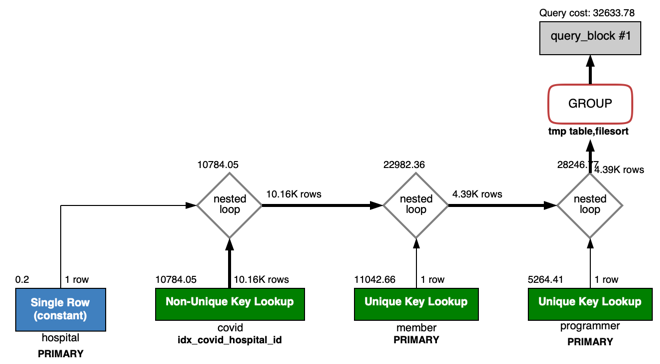 Query cost: 32633.78
query_block #1
GROUP
tmp table,filesort
10784.05
22982.36
28246.77
4.39K rows
nested
loop
10.16K rows
nested
loop
4.39K rows
nested
loop
0.2
1 row
10784.05
10.16K rows
11042.66
1 row
5264.41
1 row
Single Row
(constant)
Non-Unique Key Lookup
Unique Key Lookup
Unique Key Lookup
hospital
covid
member
programmer
PRIMARY
idx_covid_hospital_id
PRIMARY
PRIMARY